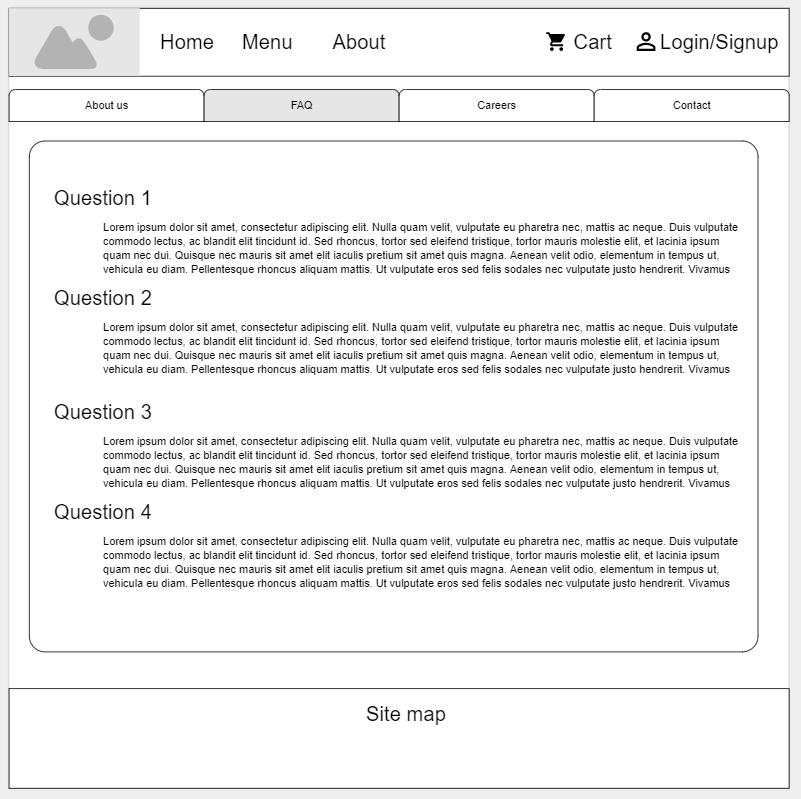 Home Menu About Cart Login/Signup
About us FAQ Careers Contact
Question 1
Lorem ipsum dolor sit amet, consectetur adipiscing elit. Nulla quam velit, vulputate eu pharetra nec, mattis ac neque. Duis vulputate
commodo lectus, ac blandit elit tincidunt id. Sed rhoncus, tortor sed eleifend tristique, tortor mauris molestie elit, et lacinia ipsum
quam nec dui. Quisque nec mauris sit amet elit iaculis pretium sit amet quis magna. Aenean velit odio, elementum in tempus ut,
vehicula eu diam. Pellentesque rhoncus aliquam mattis. Ut vulputate eros sed felis sodales nec vulputate justo hendrerit. Vivamus
Question 2
Lorem ipsum dolor sit amet, consectetur adipiscing elit. Nulla quam velit, vulputate eu pharetra nec, mattis ac neque. Duis vulputate
commodo lectus, ac blandit elit tincidunt id. Sed rhoncus, tortor sed eleifend tristique, tortor mauris molestie elit, et lacinia ipsum
quam nec dui. Quisque nec mauris sit amet elit iaculis pretium sit amet quis magna. Aenean velit odio, elementum in tempus ut,
vehicula eu diam. Pellentesque rhoncus aliquam mattis. Ut vulputate eros sed felis sodales nec vulputate justo hendrerit. Vivamus
Question 3
Lorem ipsum dolor sit amet, consectetur adipiscing elit. Nulla quam velit, vulputate eu pharetra nec, mattis ac neque. Duis vulputate
commodo lectus, ac blandit elit tincidunt id. Sed rhoncus, tortor sed eleifend tristique, tortor mauris molestie elit, et lacinia ipsum
quam nec dui. Quisque nec mauris sit amet elit iaculis pretium sit amet quis magna. Aenean velit odio, elementum in tempus ut,
vehicula eu diam. Pellentesque rhoncus aliquam mattis. Ut vulputate eros sed felis sodales nec vulputate justo hendrerit. Vivamus
Question 4
Lorem ipsum dolor sit amet, consectetur adipiscing elit. Nulla quam velit, vulputate eu pharetra nec, mattis ac neque. Duis vulputate
commodo lectus, ac blandit elit tincidunt id. Sed rhoncus, tortor sed eleifend tristique, tortor mauris molestie elit, et lacinia ipsum
quam nec dui. Quisque nec mauris sit amet elit iaculis pretium sit amet quis magna. Aenean velit odio, elementum in tempus ut,
vehicula eu diam. Pellentesque rhoncus aliquam mattis. Ut vulputate eros sed felis sodales nec vulputate justo hendrerit. Vivamus
Site map